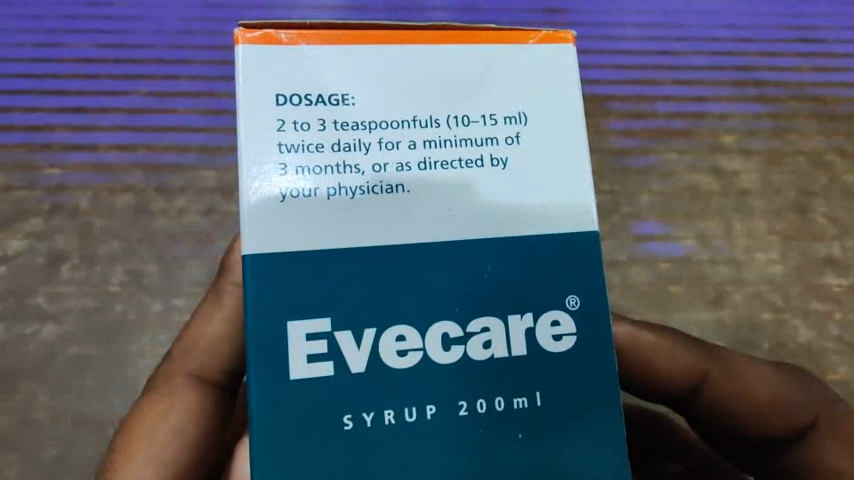 DOSAGE:
2 to 3 teaspoonfuls (10–15 ml)
twice daily for a minimum of
3 months, or as directed by
your physician.
Evecare®
SYRUP 200ml